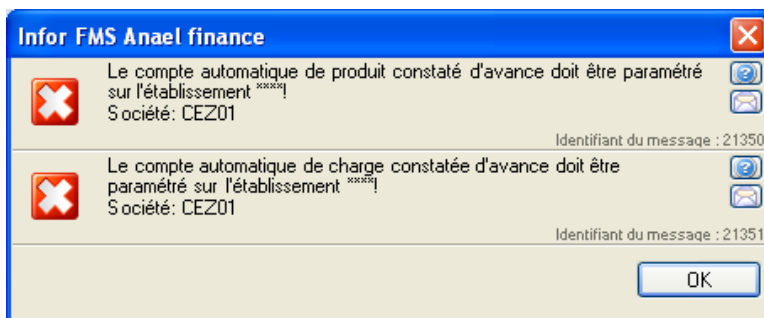 Infor FMS Anael finance
Le compte automatique de produit constaté d'avance doit être paramétré
sur l'établissement ****!
Société: CEZ01
Identifiant du message : 21350
Le compte automatique de charge constatée d'avance doit être
paramétré sur l'établissement ****!
Société: CEZ01
Identifiant du message : 21351
OK